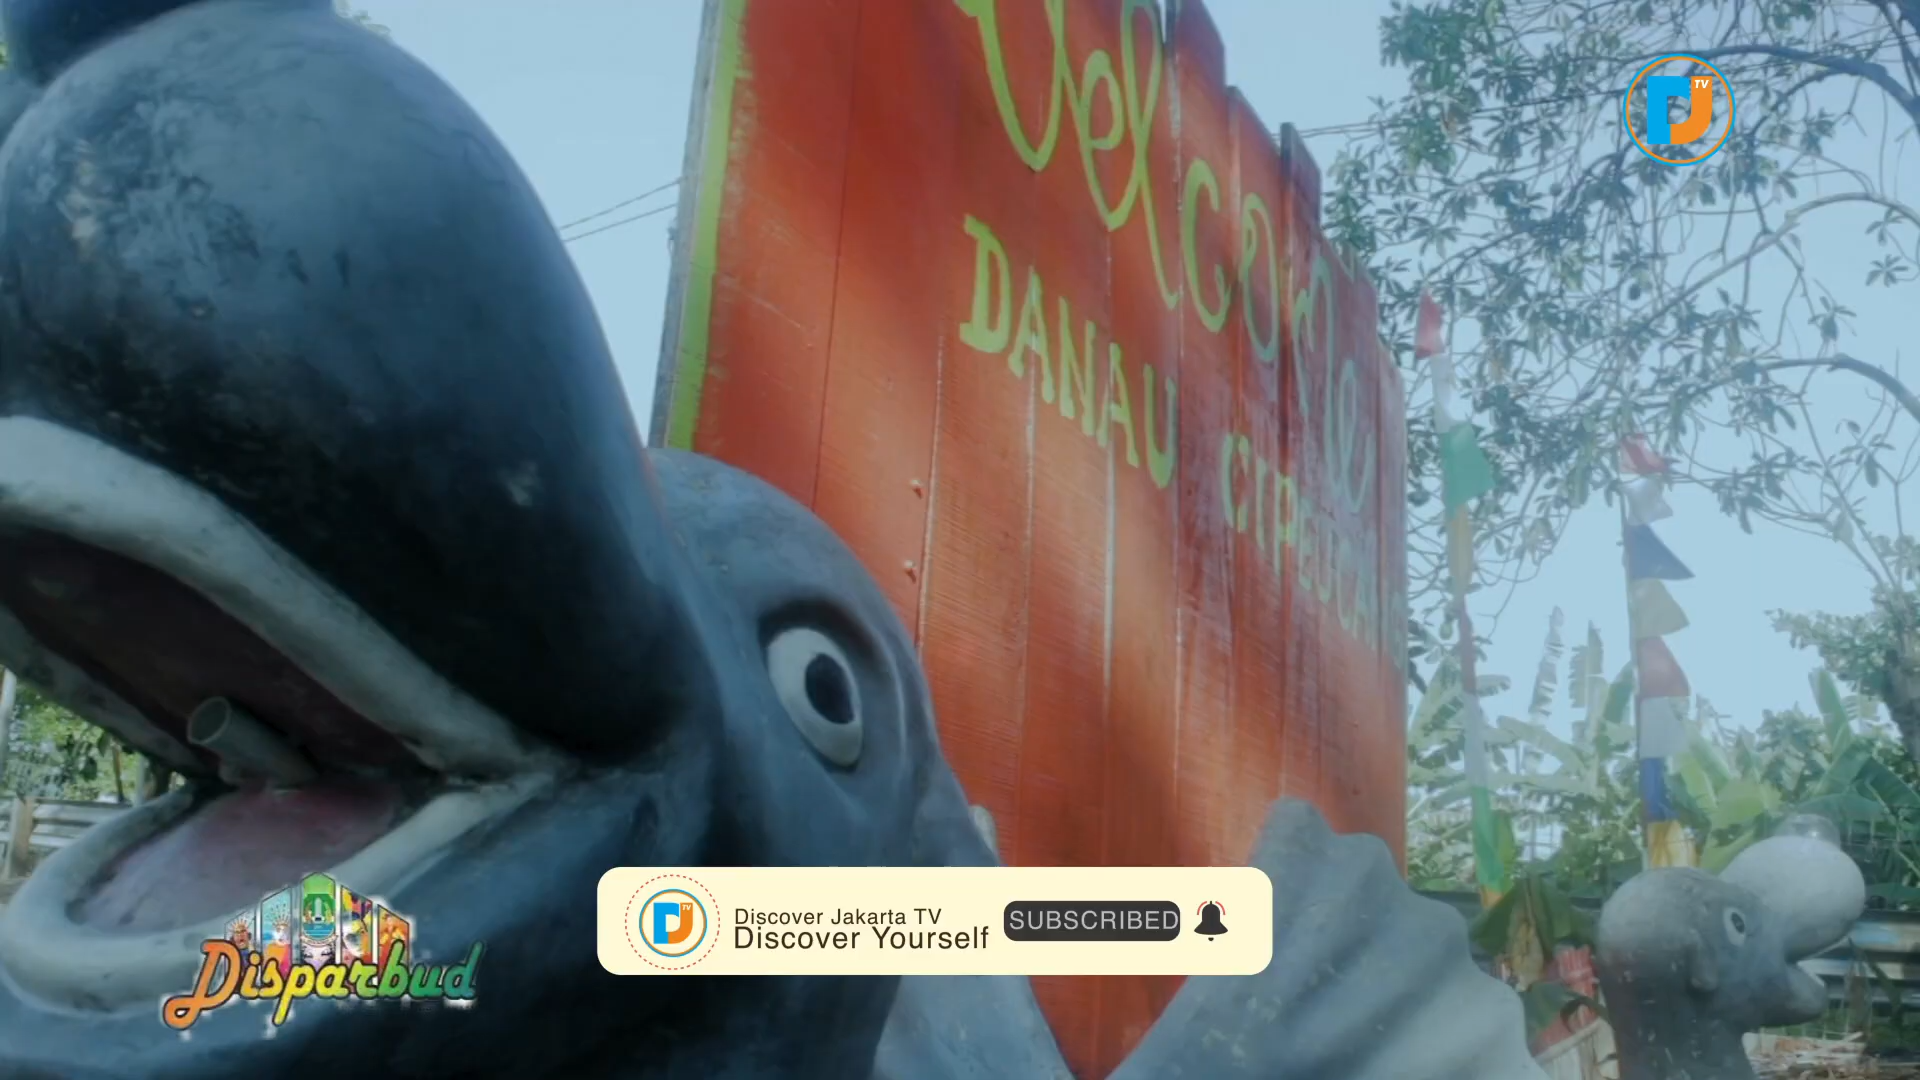 Welcome
DANAU CIPEUCANG
TV
Disparbud
Discover Jakarta TV
Discover Yourself
SUBSCRIBED